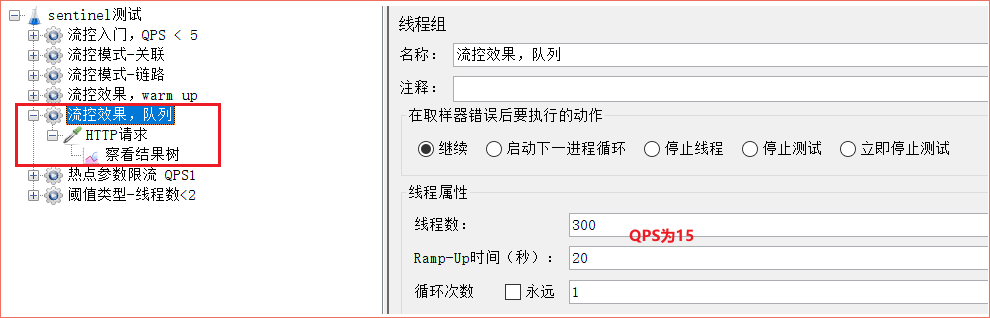 sentinel测试
流控入门，QPS < 5
流控模式-关联
流控模式-链路
流控效果，warm up
流控效果，队列
HTTP请求
察看结果树
热点参数限流 QPS1
阈值类型-线程数<2
线程组
名称： 流控效果，队列
注释：
在取样器错误后要执行的动作
继续 启动下一进程循环 停止线程 停止测试 立即停止测试
线程属性
线程数： 300
QPS为15
Ramp-Up时间（秒）： 20
循环次数 永远 1